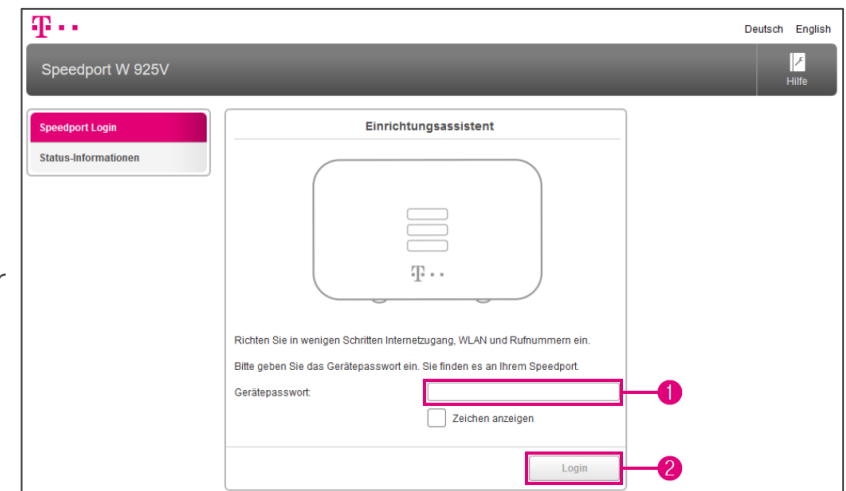 T
Deutsch English
Speedport W 925V
Hilfe
Speedport Login
Status-Informationen
Einrichtungsassistent
T
Richten Sie in wenigen Schritten Internetzugang, WLAN und Rufnummern ein.
Bitte geben Sie das Gerätepasswort ein. Sie finden es an Ihrem Speedport.
Gerätepasswort:
1
Zeichen anzeigen
Login
2
r